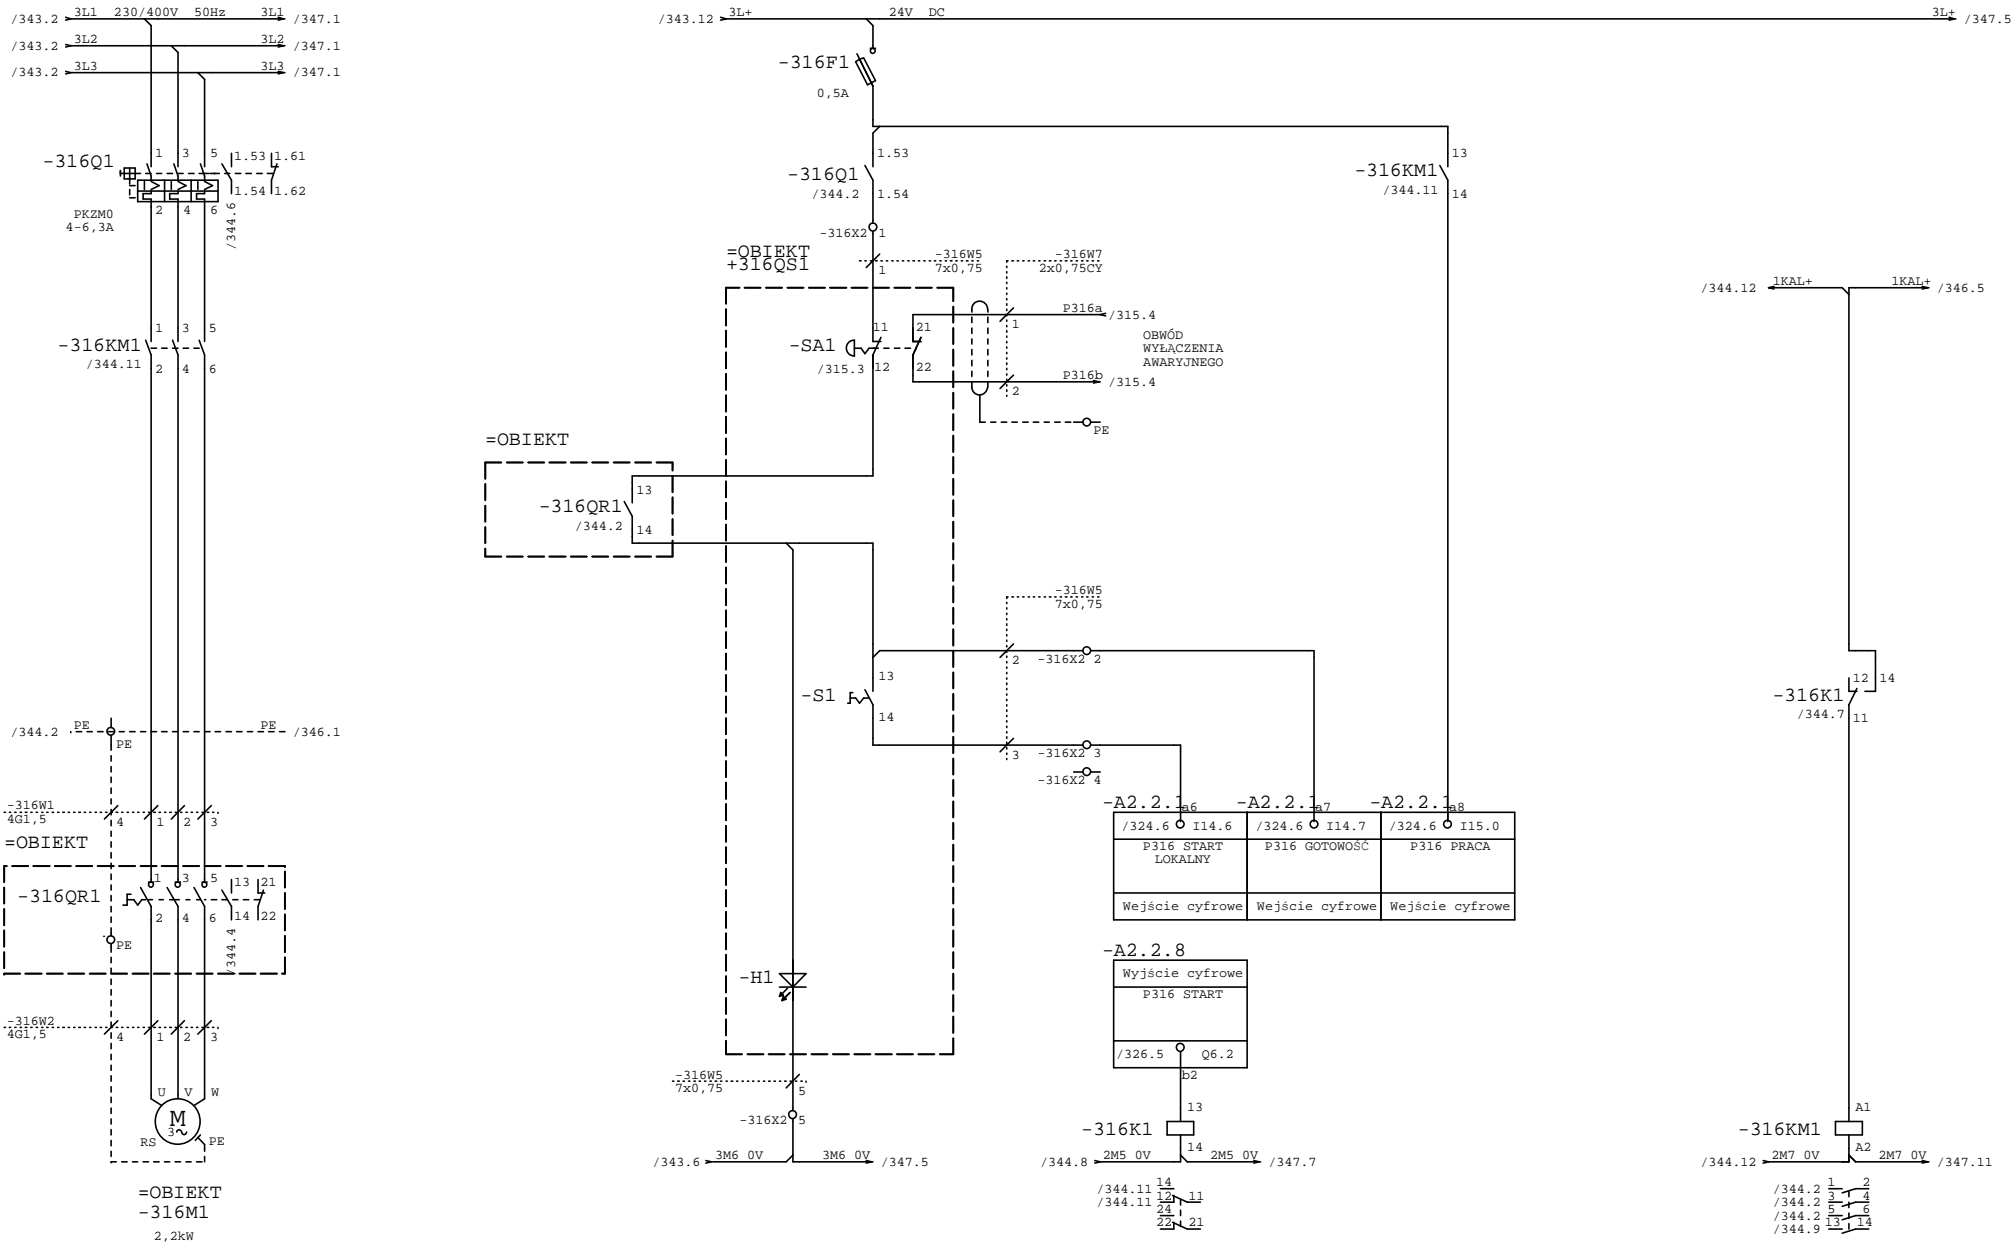 /343.2 3L1 230/400V 50Hz 3L1 /347.1
/343.2 3L2 3L2 /347.1
/343.2 3L3 3L3 /347.1
-316Q1
1 3 5 1.53 1.61
2 4 6 1.54 1.62
PKZM0
4-6,3A
/344.6
-316KM1
/344.11
1 3 5
2 4 6
/344.2 PE PE /346.1
PE
-316W1
4G1,5
4 1 2 3
=OBIEKT
-316QR1
1 3 5 13 21
2 4 6 14 22
PE
/344.4
-316W2
4G1,5
4 1 2 3
U V W
M
3~
RS
PE
=OBIEKT
-316M1
2,2kW
/343.12 3L+ 24V DC 3L+ /347.5
-316F1
0,5A
-316Q1
/344.2
1.53
1.54
-316X2 1
=OBIEKT
+316QS1
-316W5
7x0,75
1
-316W7
2x0,75CY
-SA1
/315.3
11 21
12 22
P316a /315.4
1
OBWÓD
WYŁĄCZENIA
AWARYJNEGO
P316b /315.4
2
PE
=OBIEKT
-316QR1
/344.2
13
14
-316W5
7x0,75
2 -316X2 2
-S1
13
14
3 -316X2 3
-316X2 4
-316KM1
/344.11
13
14
-A2.2.1 a6 -A2.2.1 a7 -A2.2.1 a8
/324.6 I14.6 /324.6 I14.7 /324.6 I15.0
P316 START
LOKALNY
P316 GOTOWOŚĆ
P316 PRACA
Wejście cyfrowe Wejście cyfrowe Wejście cyfrowe
-H1
-316W5
7x0,75
5
-316X2 5
/343.6 3M6 0V 3M6 0V /347.5
-A2.2.8
Wyjście cyfrowe
P316 START
/326.5 Q6.2
b2
-316K1
13
14
/344.8 2M5 0V 2M5 0V /347.7
/344.11 14
/344.11 12 11
24
22 21
/344.12 1KAL+ 1KAL+ /346.5
-316K1
/344.7
12 14
11
-316KM1
A1
A2
/344.12 2M7 0V 2M7 0V /347.11
/344.2 1 2
/344.2 3 4
/344.2 5 6
/344.9 13 14